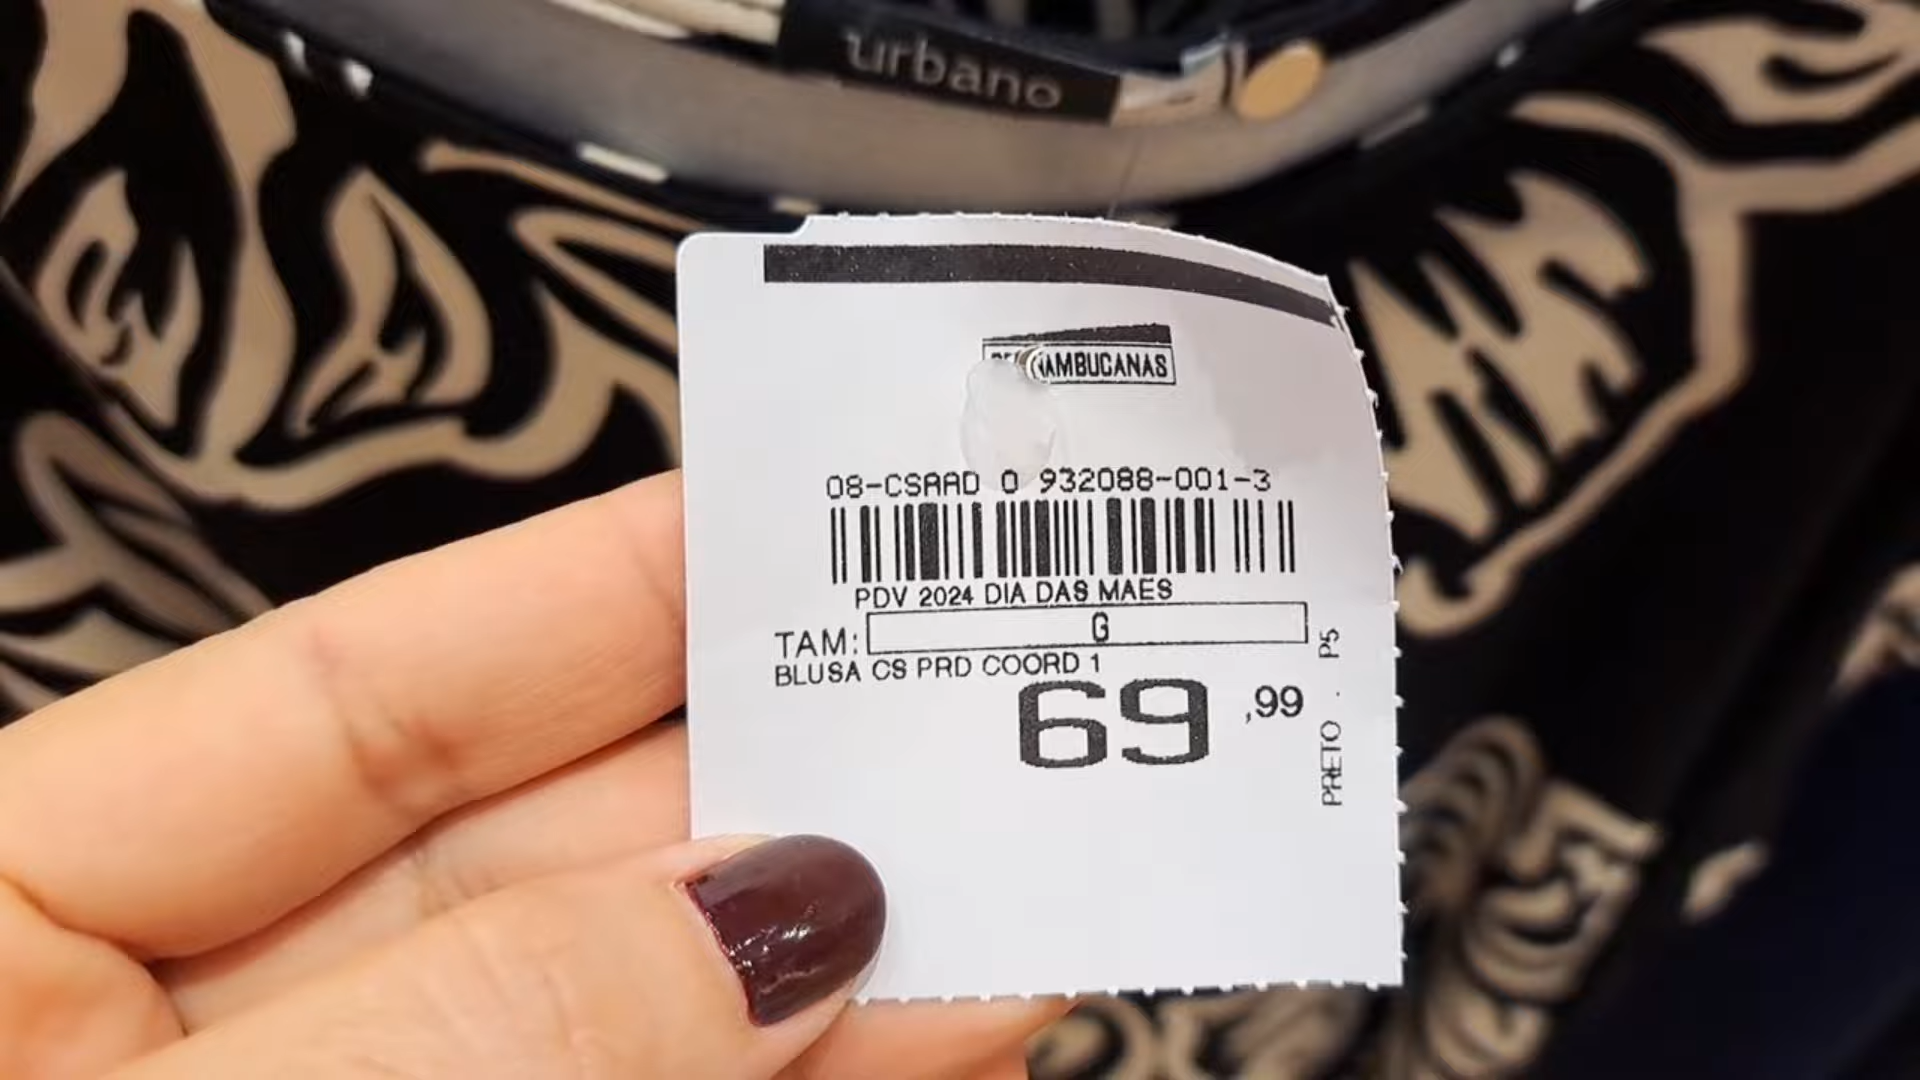 urbano
PERNAMBUCANAS
08-CSAAD 0 932088-001-3
PDV 2024 DIA DAS MAES
TAM: G
BLUSA CS PRD COORD 1
69,99
PRETO . P5